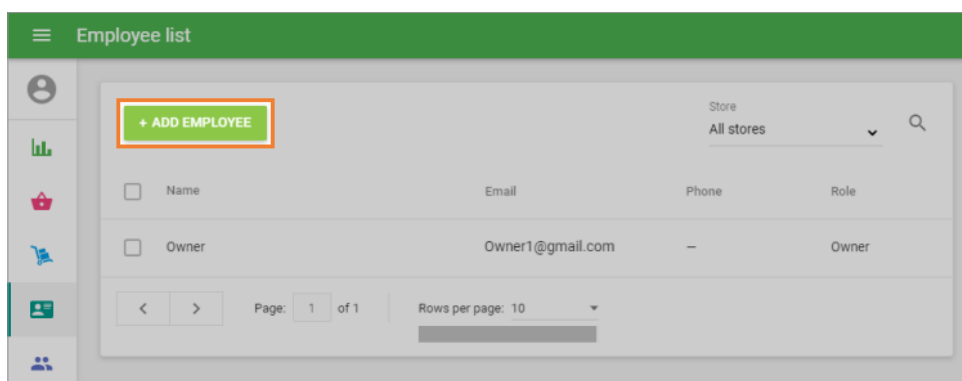 Employee list
+ ADD EMPLOYEE
Store
All stores
Name Email Phone Role
Owner Owner1@gmail.com — Owner
Page: 1 of 1 Rows per page: 10